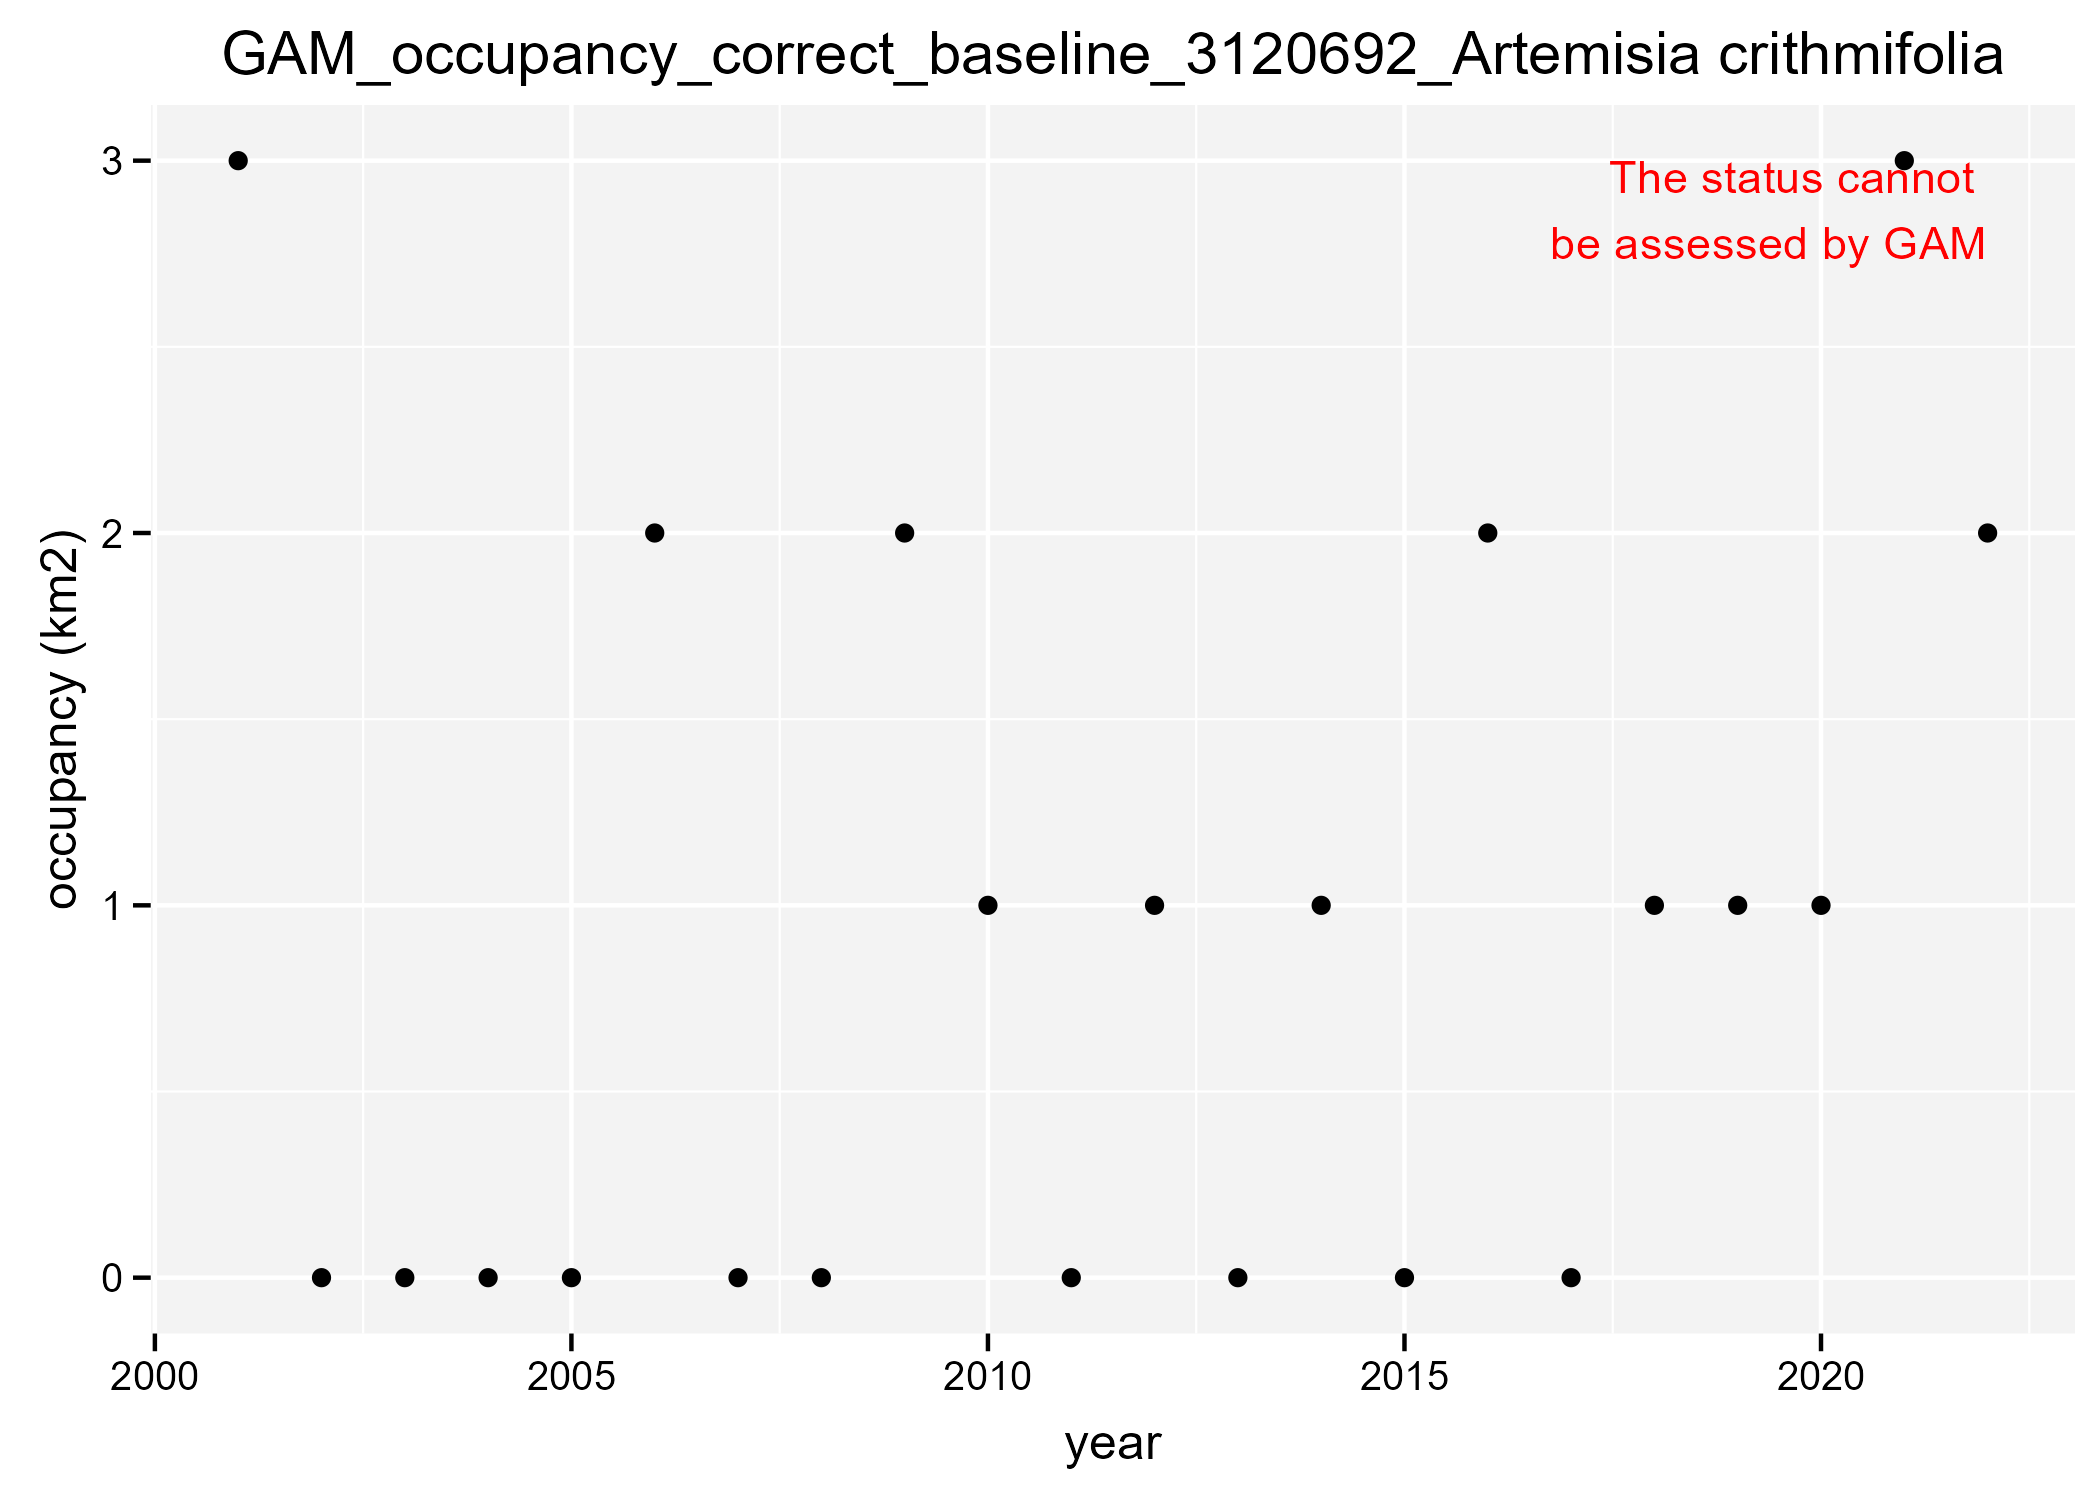 GAM_occupancy_correct_baseline_3120692_Artemisia crithmifolia
The status cannot
be assessed by GAM
occupancy (km2)
3
2
1
0
2000 2005 2010 2015 2020
year